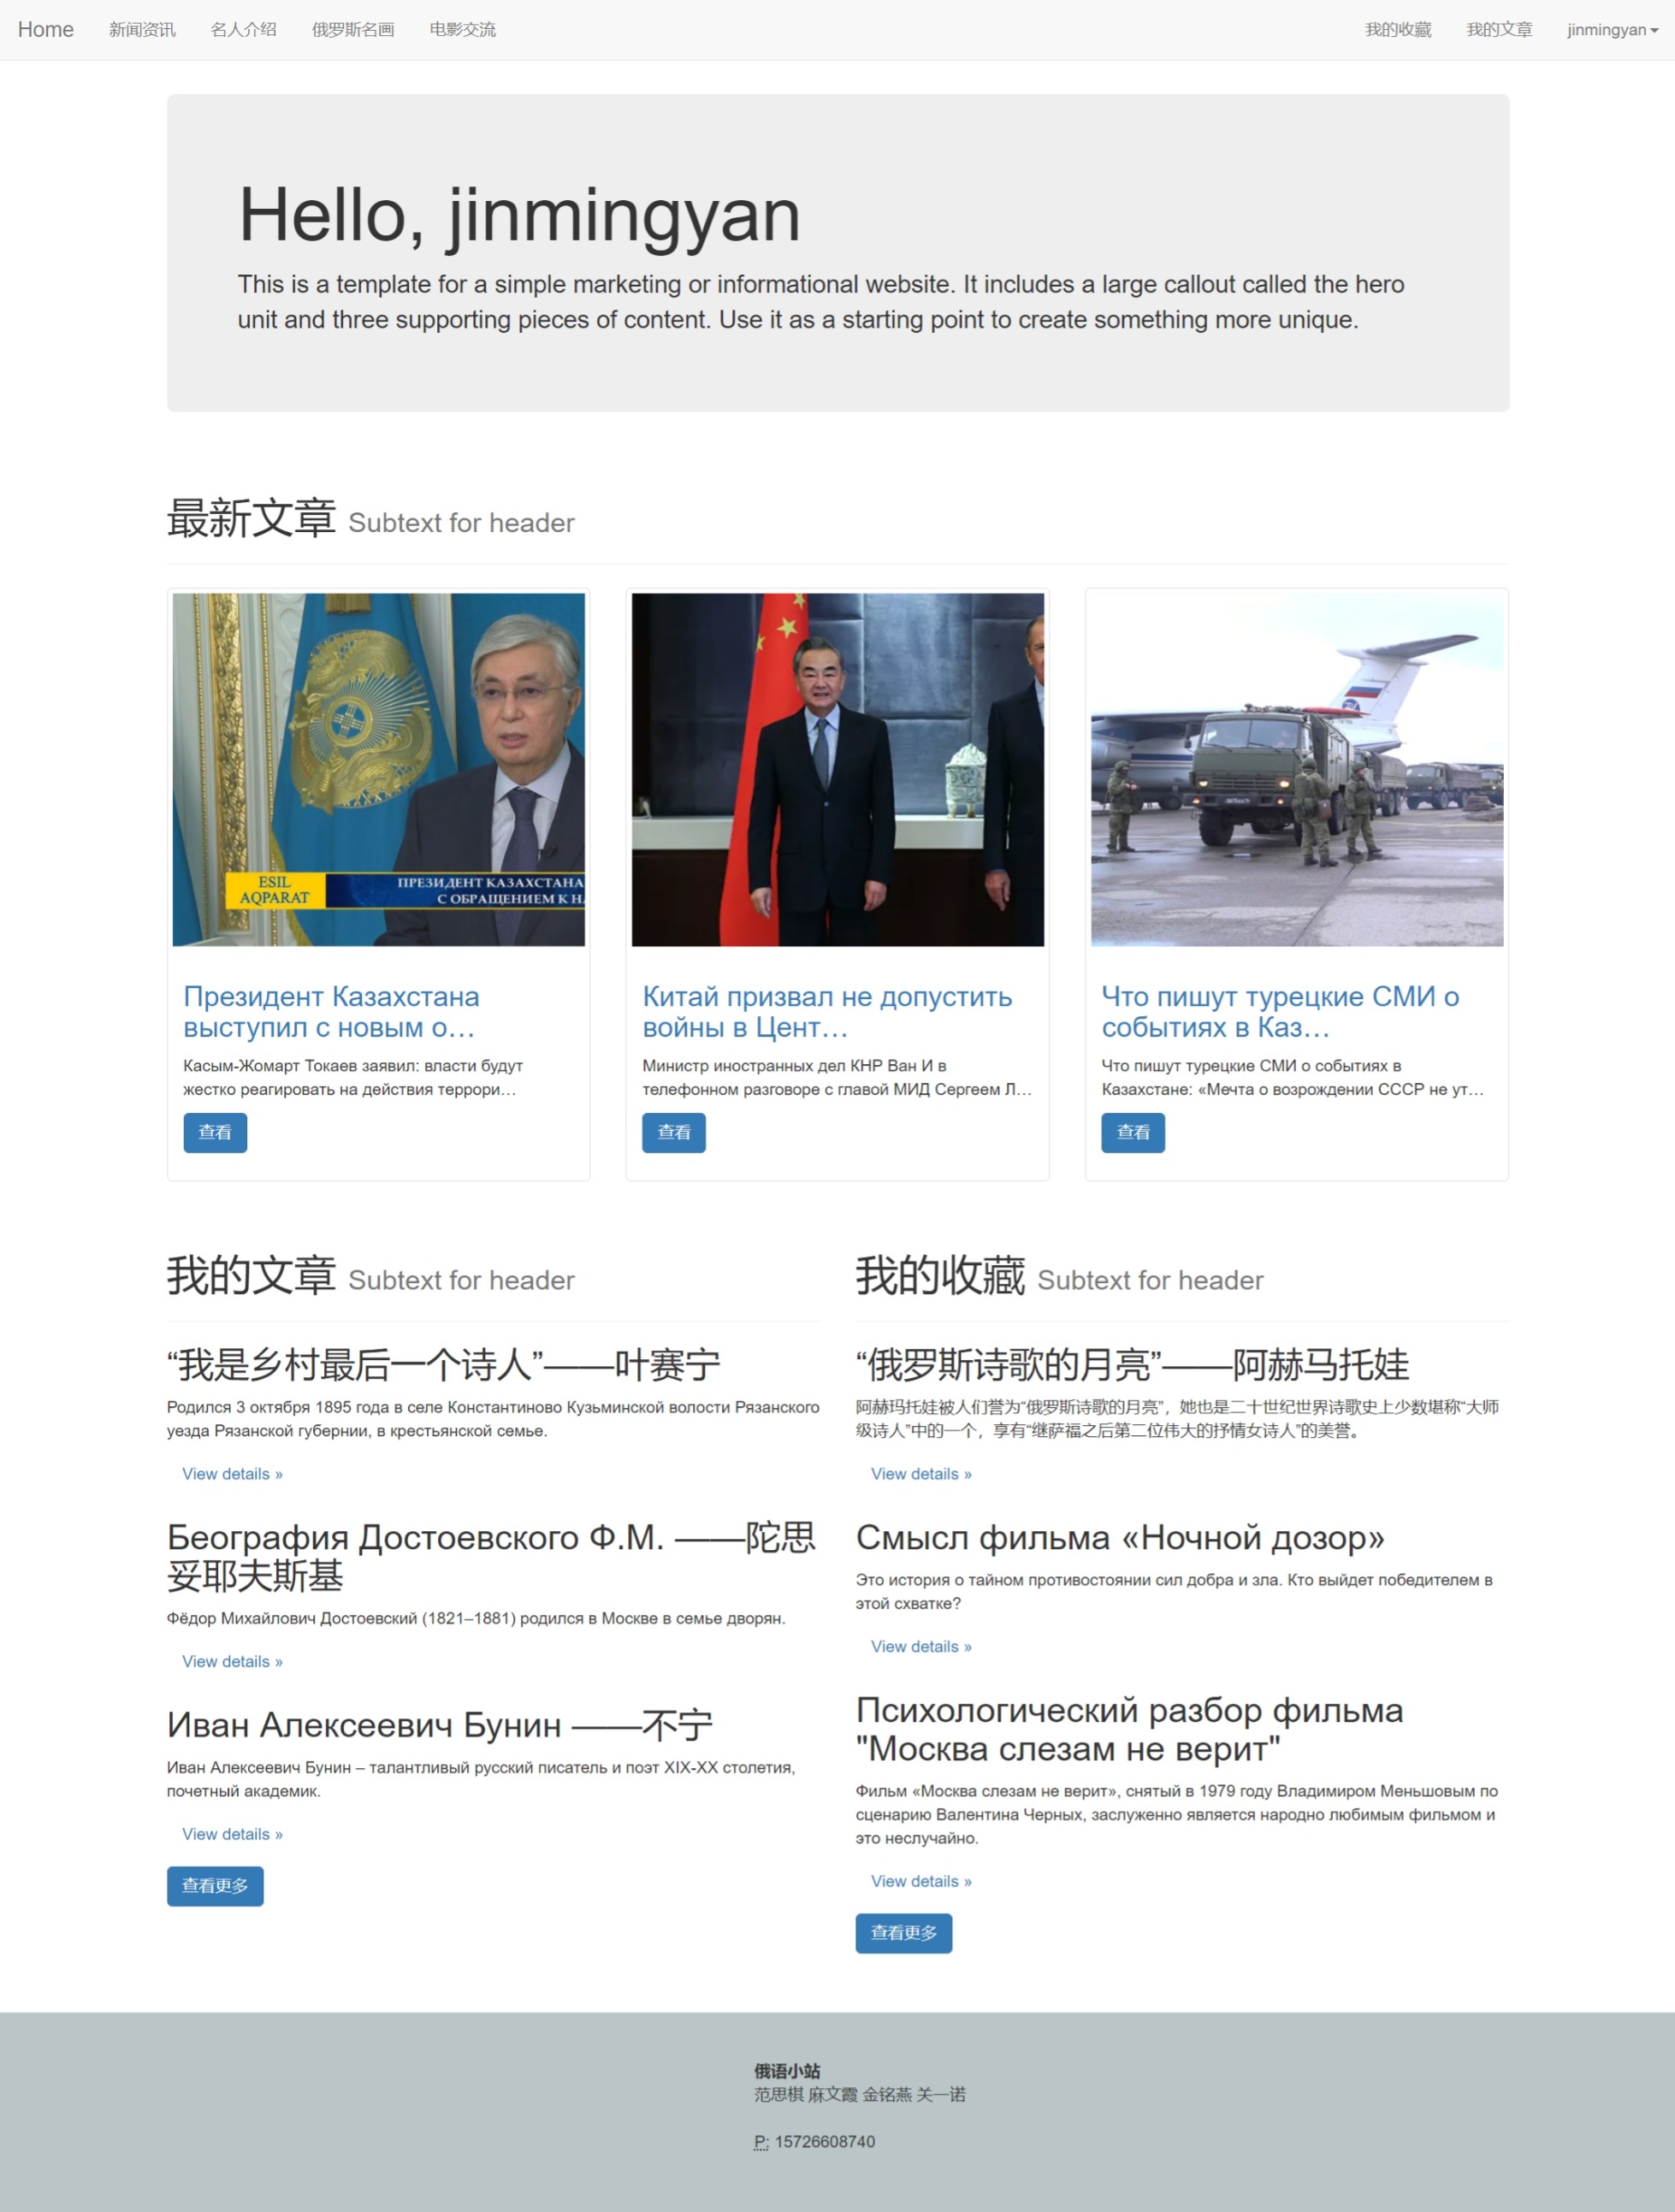 Home 新闻资讯 名人介绍 俄罗斯名画 电影交流 我的收藏 我的文章 jinmingyan
Hello, jinmingyan
This is a template for a simple marketing or informational website. It includes a large callout called the hero
unit and three supporting pieces of content. Use it as a starting point to create something more unique.
最新文章 Subtext for header
ESIL
AQPARAT
ПРЕЗИДЕНТ КАЗАХСТАНА
С ОБРАЩЕНИЕМ К
Президент Казахстана
выступил с новым о…
Касым-Жомарт Токаев заявил: власти будут
жестко реагировать на действия террори…
查看
Китай призвал не допустить
войны в Цент…
Министр иностранных дел КНР Ван И в
телефонном разговоре с главой МИД Сергеем Л…
查看
Что пишут турецкие СМИ о
событиях в Каз…
Что пишут турецкие СМИ о событиях в
Казахстане: «Мечта о возрождении СССР не ут…
查看
我的文章 Subtext for header
“我是乡村最后一个诗人”——叶赛宁
Родился 3 октября 1895 года в селе Константиново Кузьминской волости Рязанского
уезда Рязанской губернии, в крестьянской семье.
View details »
Беография Достоевского Ф.М. ——陀思
妥耶夫斯基
Фёдор Михайлович Достоевский (1821–1881) родился в Москве в семье дворян.
View details »
Иван Алексеевич Бунин ——不宁
Иван Алексеевич Бунин – талантливый русский писатель и поэт XIX-XX столетия,
почетный академик.
View details »
查看更多
我的收藏 Subtext for header
“俄罗斯诗歌的月亮”——阿赫马托娃
阿赫玛托娃被人们誉为“俄罗斯诗歌的月亮”，她也是二十世纪世界诗歌史上少数堪称“大师
级诗人”中的一个，享有“继萨福之后第二位伟大的抒情女诗人”的美誉。
View details »
Смысл фильма «Ночной дозор»
Это история о тайном противостоянии сил добра и зла. Кто выйдет победителем в
этой схватке?
View details »
Психологический разбор фильма
"Москва слезам не верит"
Фильм «Москва слезам не верит», снятый в 1979 году Владимиром Меньшовым по
сценарию Валентина Черных, заслуженно является народно любимым фильмом и
это неслучайно.
View details »
查看更多
俄语小站
范思棋 麻文霞 金铭燕 关一诺
P: 15726608740